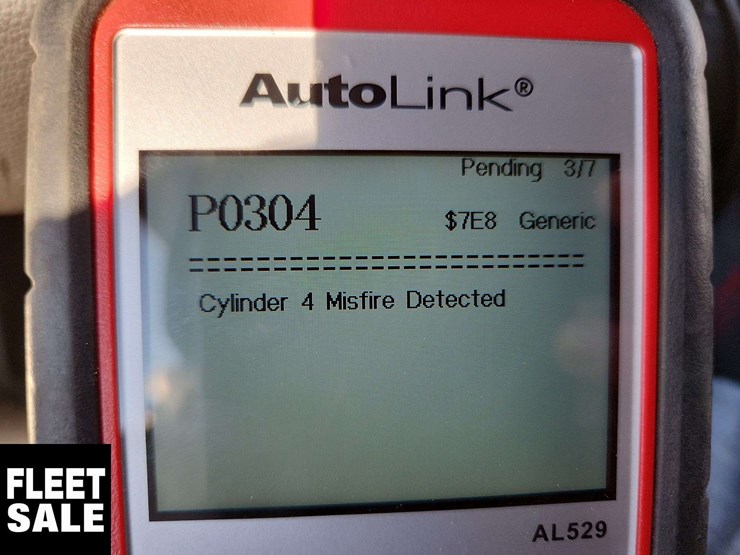 AutoLink®
Pending 3/7
P0304 $7E8 Generic
==========================
Cylinder 4 Misfire Detected
AL529
FLEET
SALE